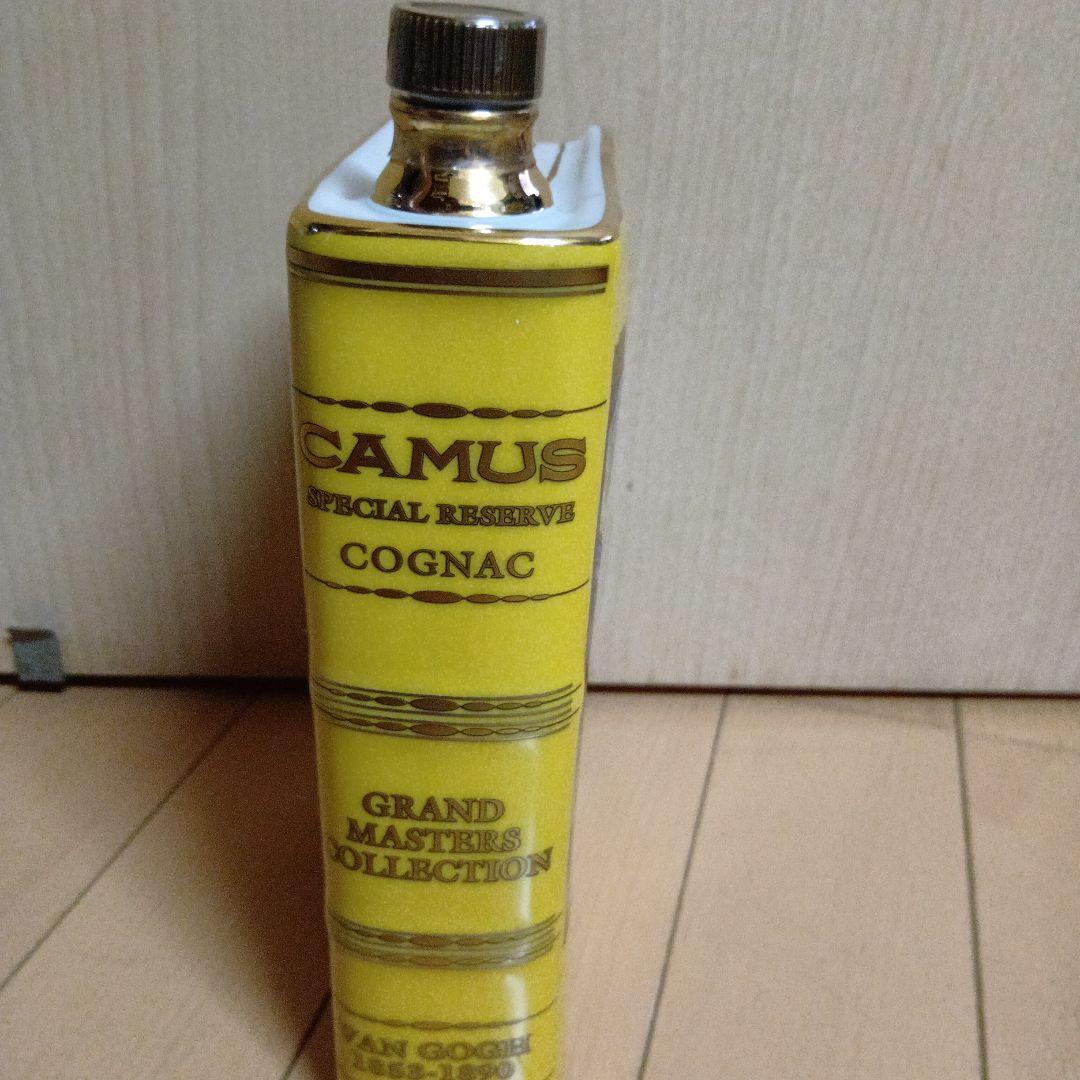 CAMUS
SPECIAL RESERVE
COGNAC
GRAND
MASTERS
COLLECTION
VAN GOGH
1853-1890